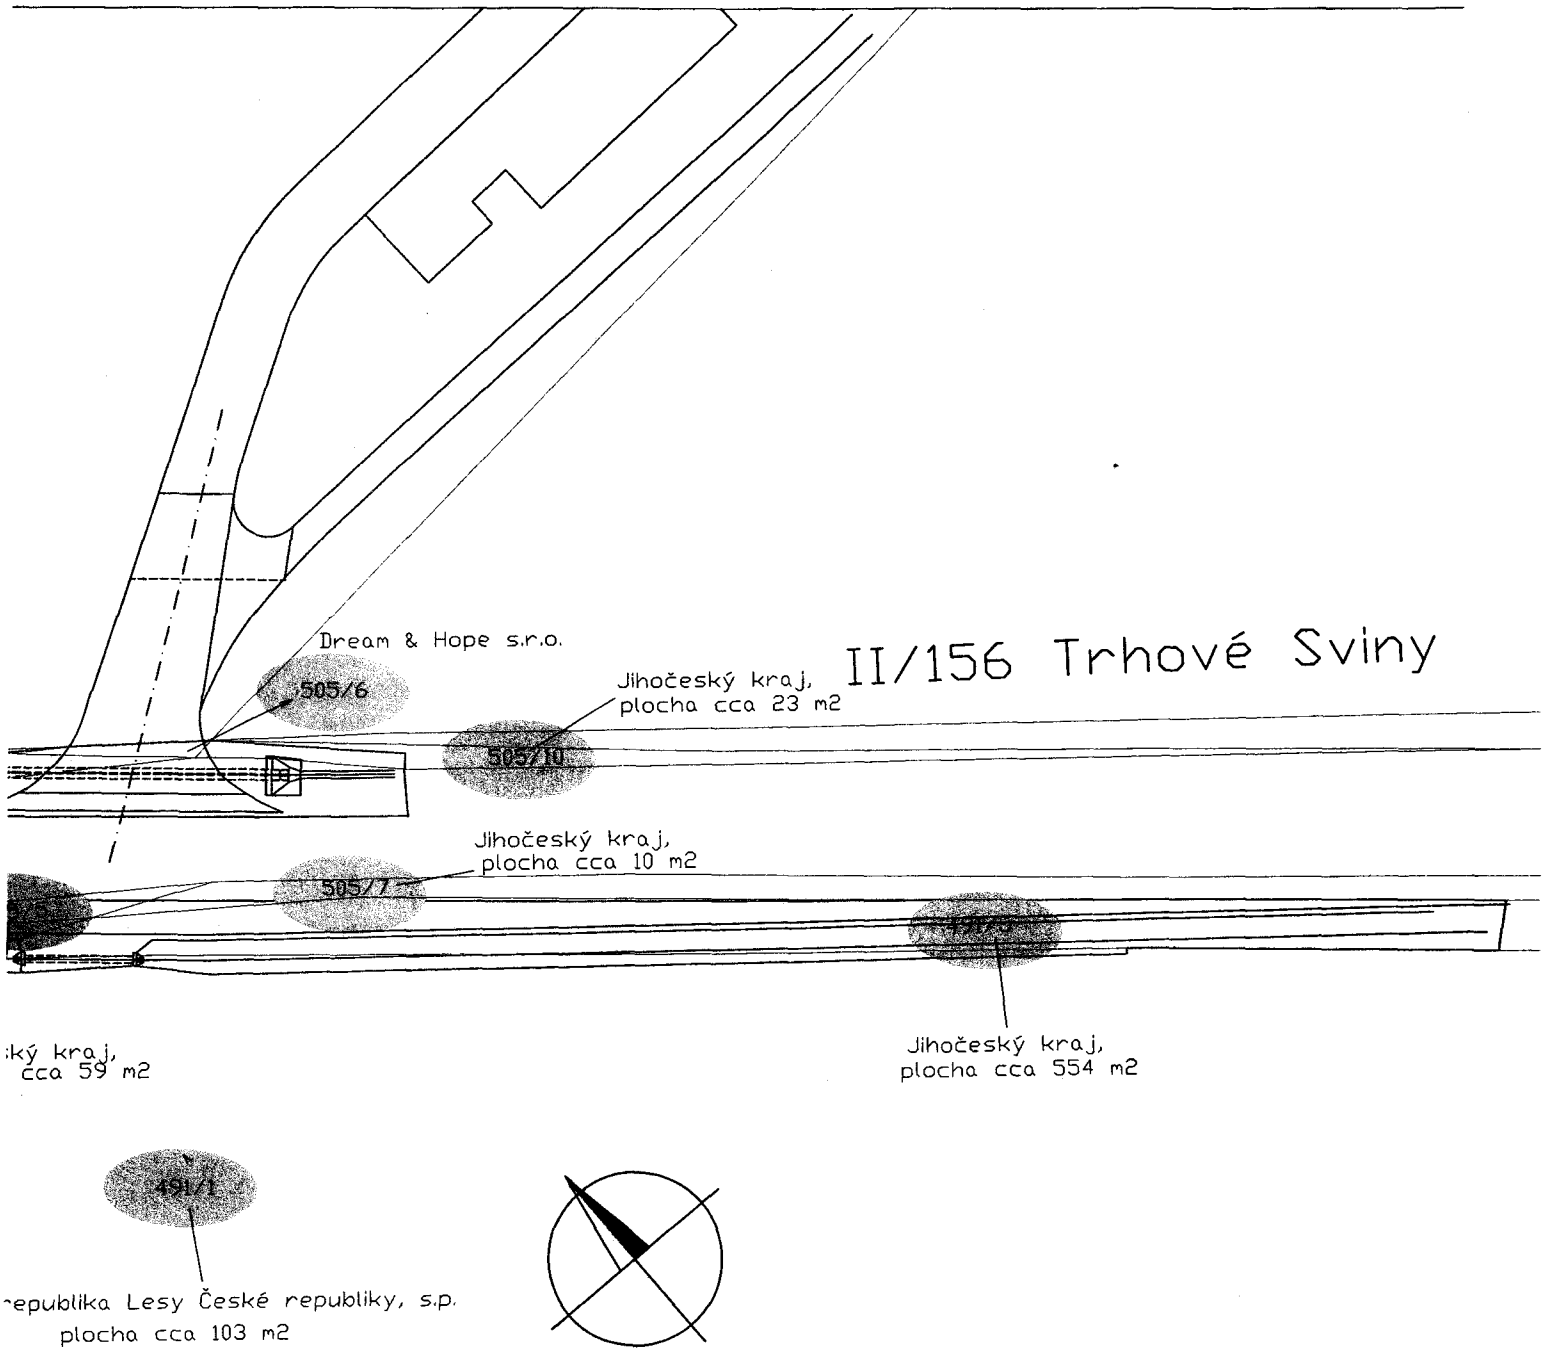 Dream & Hope s.r.o.
505/6
Jihočeský kraj,
plocha cca 23 m2
II/156 Trhové Sviny
505/10
Jihočeský kraj,
plocha cca 10 m2
505/7
Jihočeský kraj,
plocha cca 554 m2
ký kraj,
cca 59 m2
491/1
republika Lesy České republiky, s.p.
plocha cca 103 m2